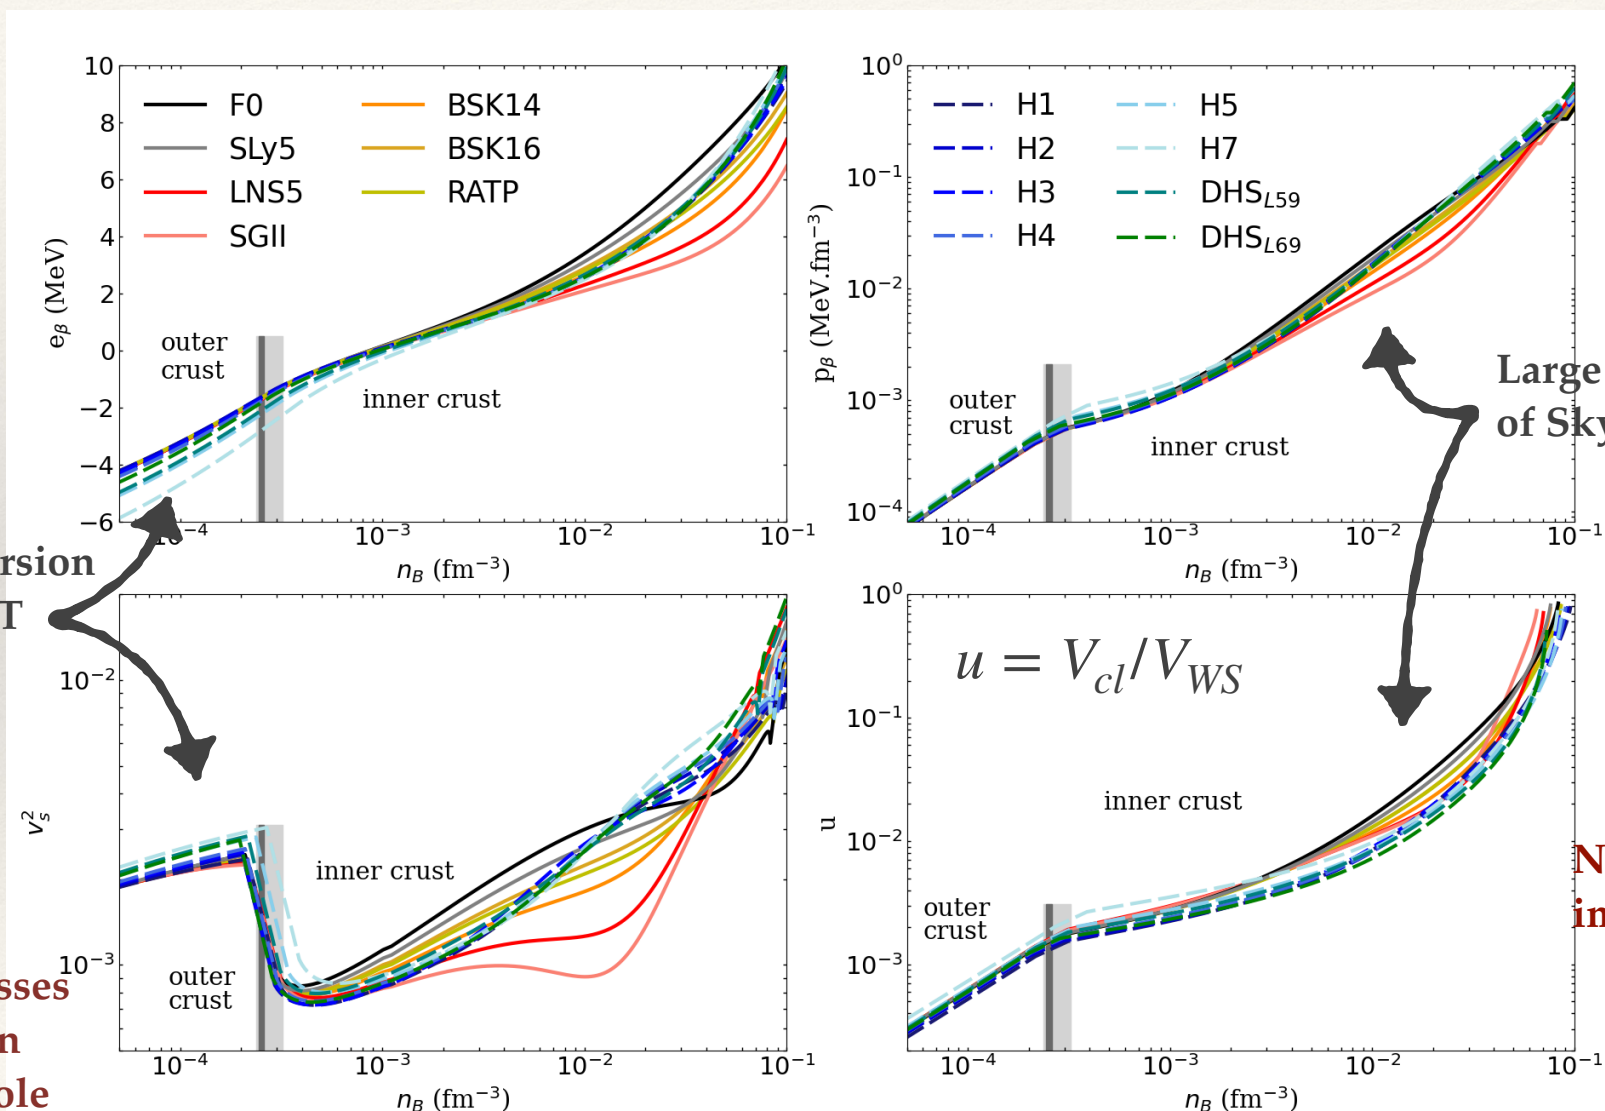 10
8
6
4
2
0
−2
−4
−6
e_β (MeV)
F0
SLy5
LNS5
SGII
BSK14
BSK16
RATP
outer
crust
inner crust
10⁻³
10⁻²
10⁻¹
n_B (fm⁻³)
10⁰
10⁻¹
10⁻²
10⁻³
10⁻⁴
p_β (MeV.fm⁻³)
H1
H2
H3
H4
H5
H7
DHS_L59
DHS_L69
outer
crust
inner crust
10⁻⁴
10⁻³
10⁻²
10⁻¹
n_B (fm⁻³)
Large
of Sky
rsion
T
10⁻²
10⁻³
v_s²
inner crust
outer
crust
10⁻⁴
10⁻³
10⁻²
10⁻¹
n_B (fm⁻³)
sses
n
ole
10⁰
10⁻¹
10⁻²
10⁻³
u
u = V_cl/V_WS
inner crust
outer
crust
10⁻⁴
10⁻³
10⁻²
10⁻¹
n_B (fm⁻³)
N
in